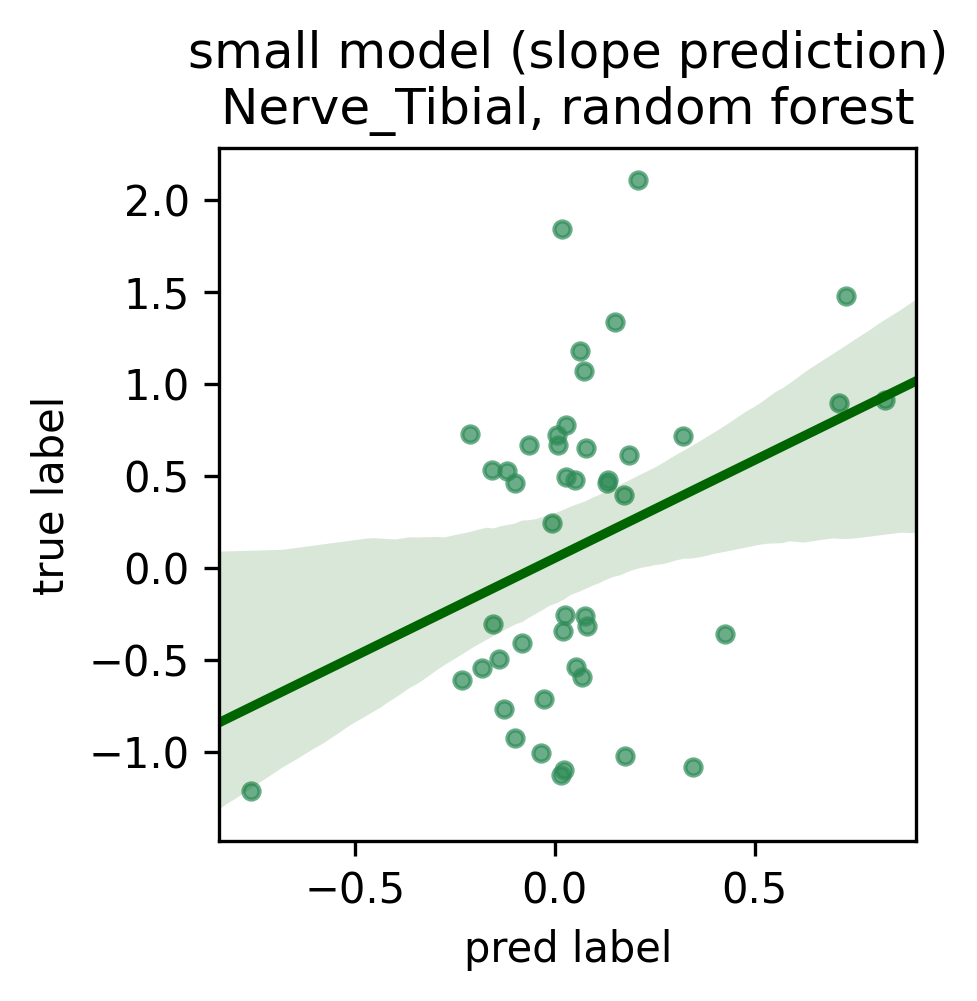 small model (slope prediction)
Nerve_Tibial, random forest
2.0
1.5
1.0
0.5
0.0
−0.5
−1.0
true label
−0.5 0.0 0.5
pred label